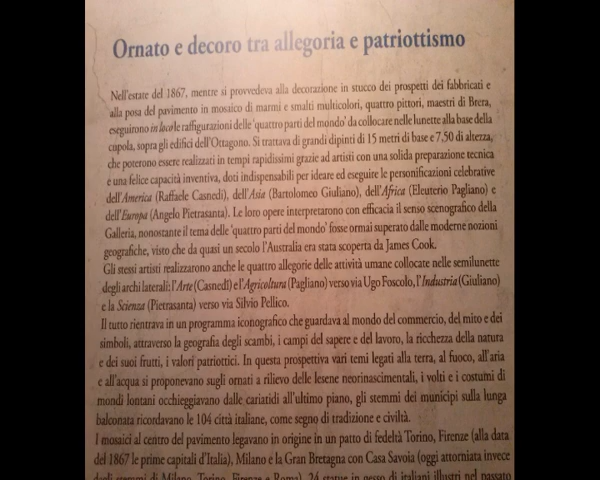 Ornato e decoro tra allegoria e patriottismo
Nell'estate del 1867, mentre si provvedeva alla decorazione in stucco dei prospetti dei fabbricati e
alla posa del pavimento in mosaico di marmi e smalti multicolori, quattro pittori, maestri di Brera,
eseguirono in loco le raffigurazioni delle 'quattro parti del mondo' da collocare nelle lunette alla base della
cupola, sopra gli edifici dell'Ottagono. Si trattava di grandi dipinti di 15 metri di base e 7,50 di altezza,
che poterono essere realizzati in tempi rapidissimi grazie ad artisti con una solida preparazione tecnica
e una felice capacità inventiva, doti indispensabili per ideare ed eseguire le personificazioni celebrative
dell'America (Raffaele Casnedi), dell'Asia (Bartolomeo Giuliano), dell'Africa (Eleuterio Pagliano) e
dell'Europa (Angelo Pietrasanta). Le loro opere interpretarono con efficacia il senso scenografico della
Galleria, nonostante il tema delle 'quattro parti del mondo' fosse ormai superato dalle moderne nozioni
geografiche, visto che da quasi un secolo l'Australia era stata scoperta da James Cook.
Gli stessi artisti realizzarono anche le quattro allegorie delle attività umane collocate nelle semilunette
degli archi laterali: l'Arte (Casnedi) e l'Agricoltura (Pagliano) verso via Ugo Foscolo, l'Industria (Giuliano)
e la Scienza (Pietrasanta) verso via Silvio Pellico.
Il tutto rientrava in un programma iconografico che guardava al mondo del commercio, del mito e dei
simboli, attraverso la geografia degli scambi, i campi del sapere e del lavoro, la ricchezza della natura
e dei suoi frutti, i valori patriottici. In questa prospettiva vari temi legati alla terra, al fuoco, all'aria
e all'acqua si proponevano sugli ornati a rilievo delle lesene neorinascimentali, i volti e i costumi di
mondi lontani occhieggiavano dalle cariatidi all'ultimo piano, gli stemmi dei municipi sulla lunga
balconata ricordavano le 104 città italiane, come segno di tradizione e civiltà.
I mosaici al centro del pavimento legavano in origine in un patto di fedeltà Torino, Firenze (alla data
del 1867 le prime capitali d'Italia), Milano e la Gran Bretagna con Casa Savoia (oggi attorniata invece
dagli stemmi di Milano, Torino, Firenze e Roma). 24 statue in gesso di italiani illustri nel passato